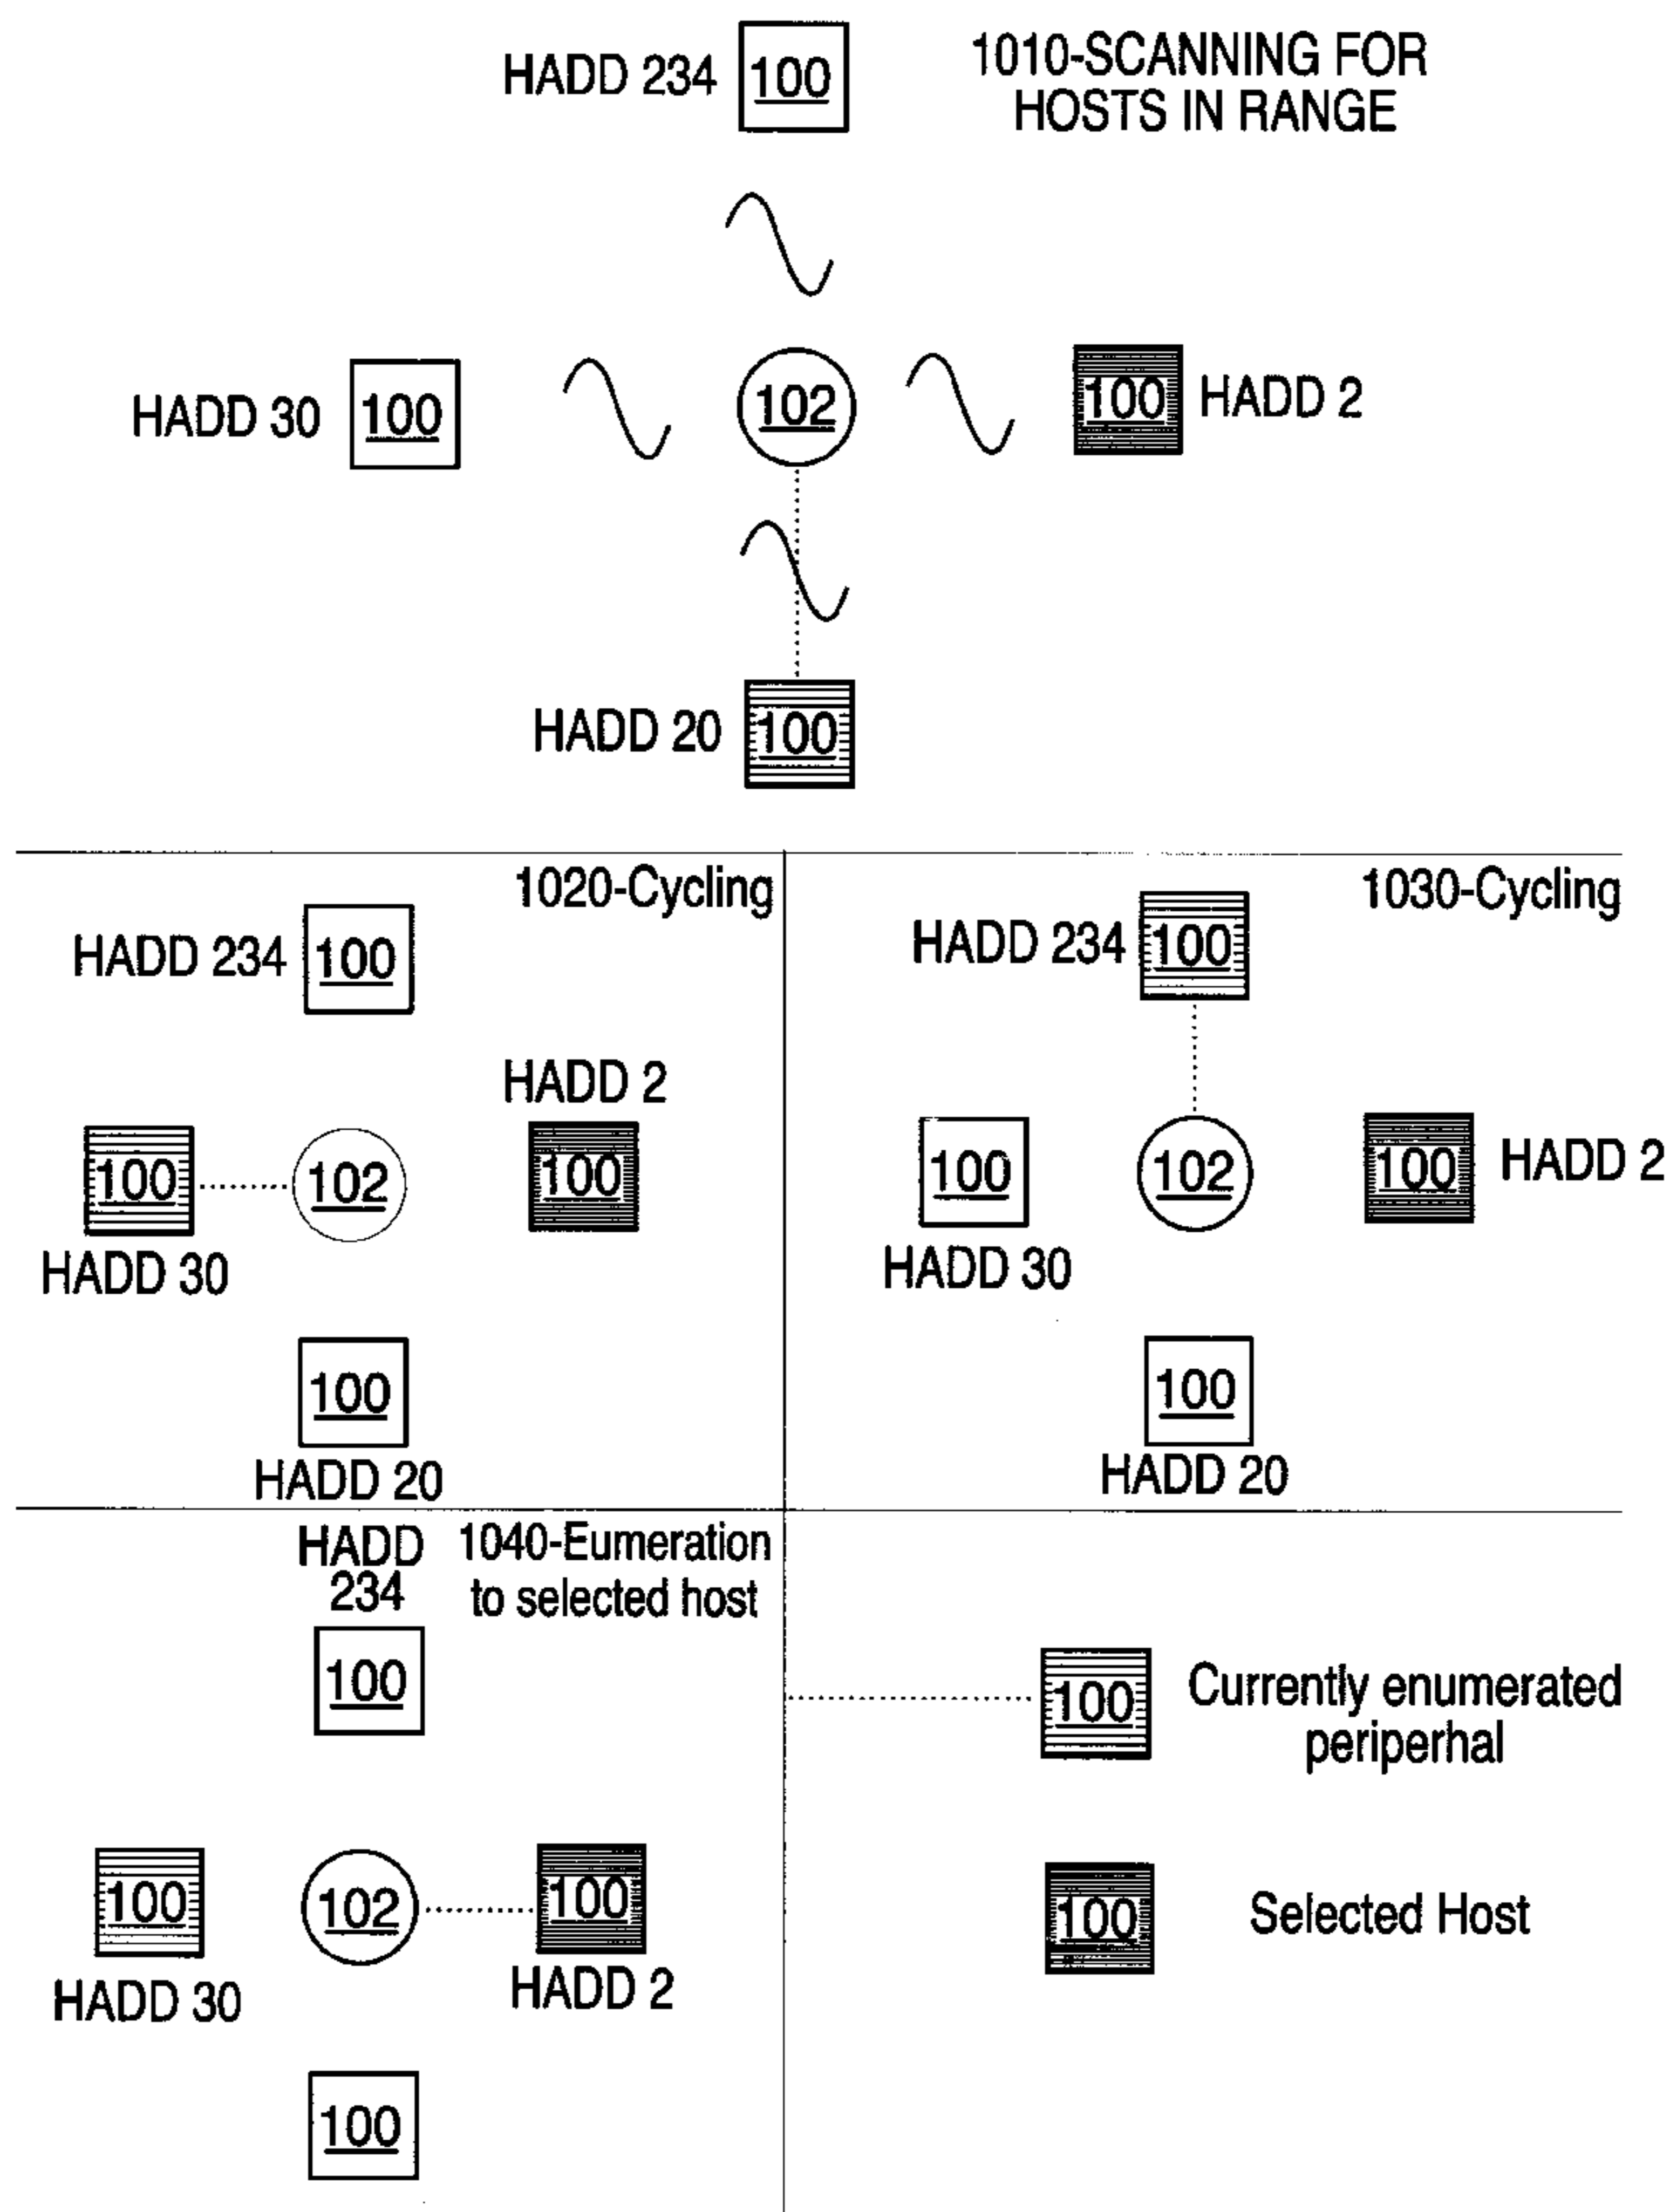 HADD 234
100
1010-SCANNING FOR
HOSTS IN RANGE
HADD 30
100
102
100
HADD 2
HADD 20
100
1020-Cycling
HADD 234
100
HADD 2
100
102
100
HADD 30
100
HADD 20
1030-Cycling
HADD 234
100
100
102
100
HADD 2
HADD 30
100
HADD 20
HADD
234
1040-Eumeration
to selected host
100
100
102
100
HADD 30
HADD 2
100
100
Currently enumerated
periperhal
100
Selected Host